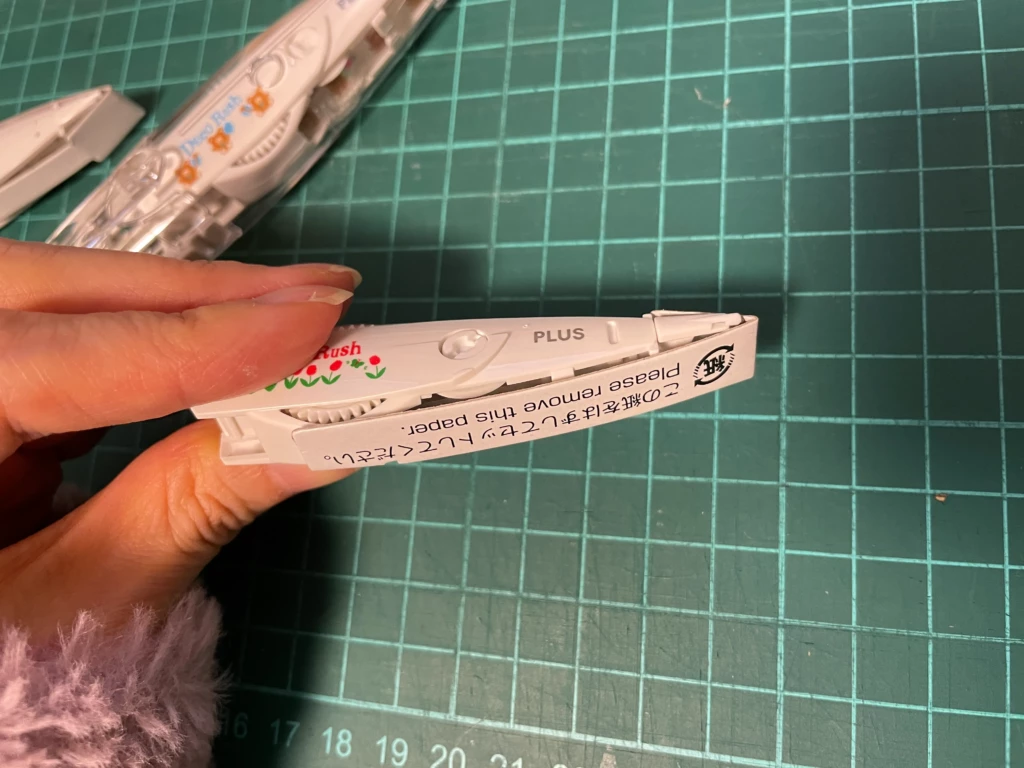 Deco Rush
Rush
PLUS
紙
この紙をはずしてセットしてください。
Please remove this paper.
16 17 18 19 20 21